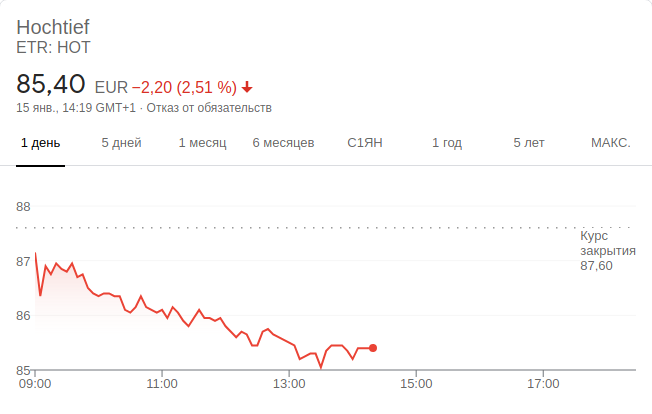 Hochtief
ETR: HOT
85,40 EUR −2,20 (2,51 %)
15 янв., 14:19 GMT+1 · Отказ от обязательств
1 день 5 дней 1 месяц 6 месяцев С1ЯН 1 год 5 лет МАКС.
88
Курс
закрытия
87,60
87
86
85
09:00 11:00 13:00 15:00 17:00